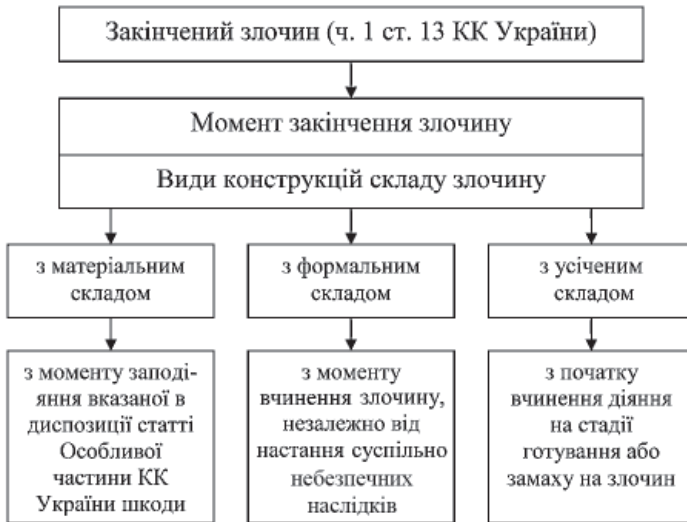 Закінчений злочин (ч. 1 ст. 13 КК України)
Момент закінчення злочину
Види конструкцій складу злочину
з матеріальним
складом
з формальним
складом
з усіченим
складом
з моменту заподі-
яння вказаної в
диспозиції статті
Особливої
частини КК
України шкоди
з моменту
вчинення злочину,
незалежно від
настання суспільно
небезпечних
наслідків
з початку
вчинення діяння
на стадії
готування або
замаху на злочин